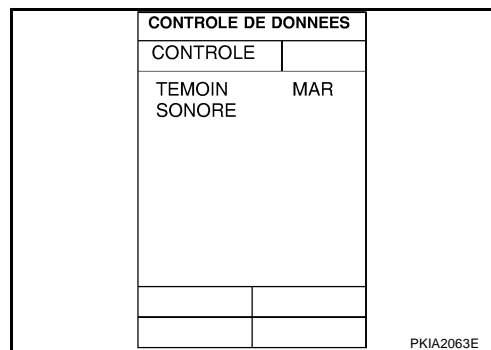 CONTROLE DE DONNEES
CONTROLE
TEMOIN MAR
SONORE
PKIA2063E